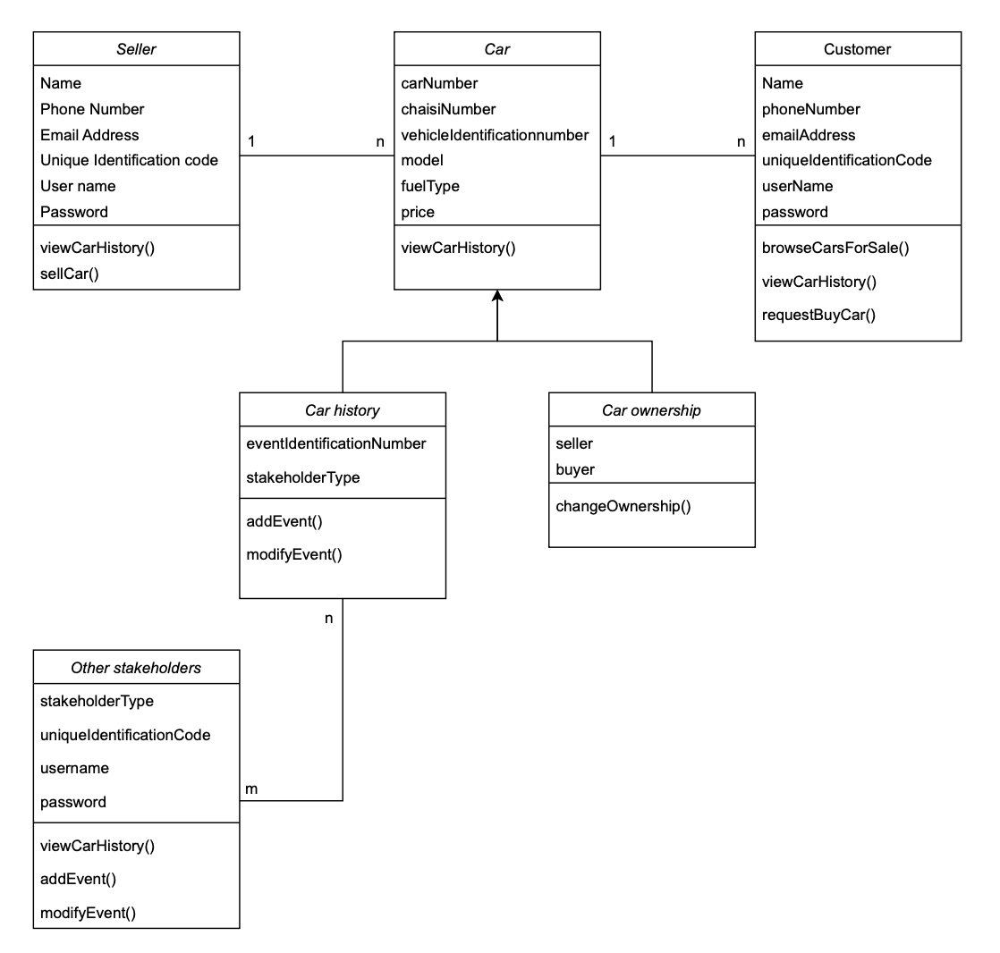 Seller
Name
Phone Number
Email Address
Unique Identification code
User name
Password
viewCarHistory()
sellCar()
1
n
Car
carNumber
chaisiNumber
vehicleIdentificationnumber
model
fuelType
price
viewCarHistory()
1
n
Customer
Name
phoneNumber
emailAddress
uniqueIdentificationCode
userName
password
browseCarsForSale()
viewCarHistory()
requestBuyCar()
Car history
eventIdentificationNumber
stakeholderType
addEvent()
modifyEvent()
Car ownership
seller
buyer
changeOwnership()
n
m
Other stakeholders
stakeholderType
uniqueIdentificationCode
username
password
viewCarHistory()
addEvent()
modifyEvent()